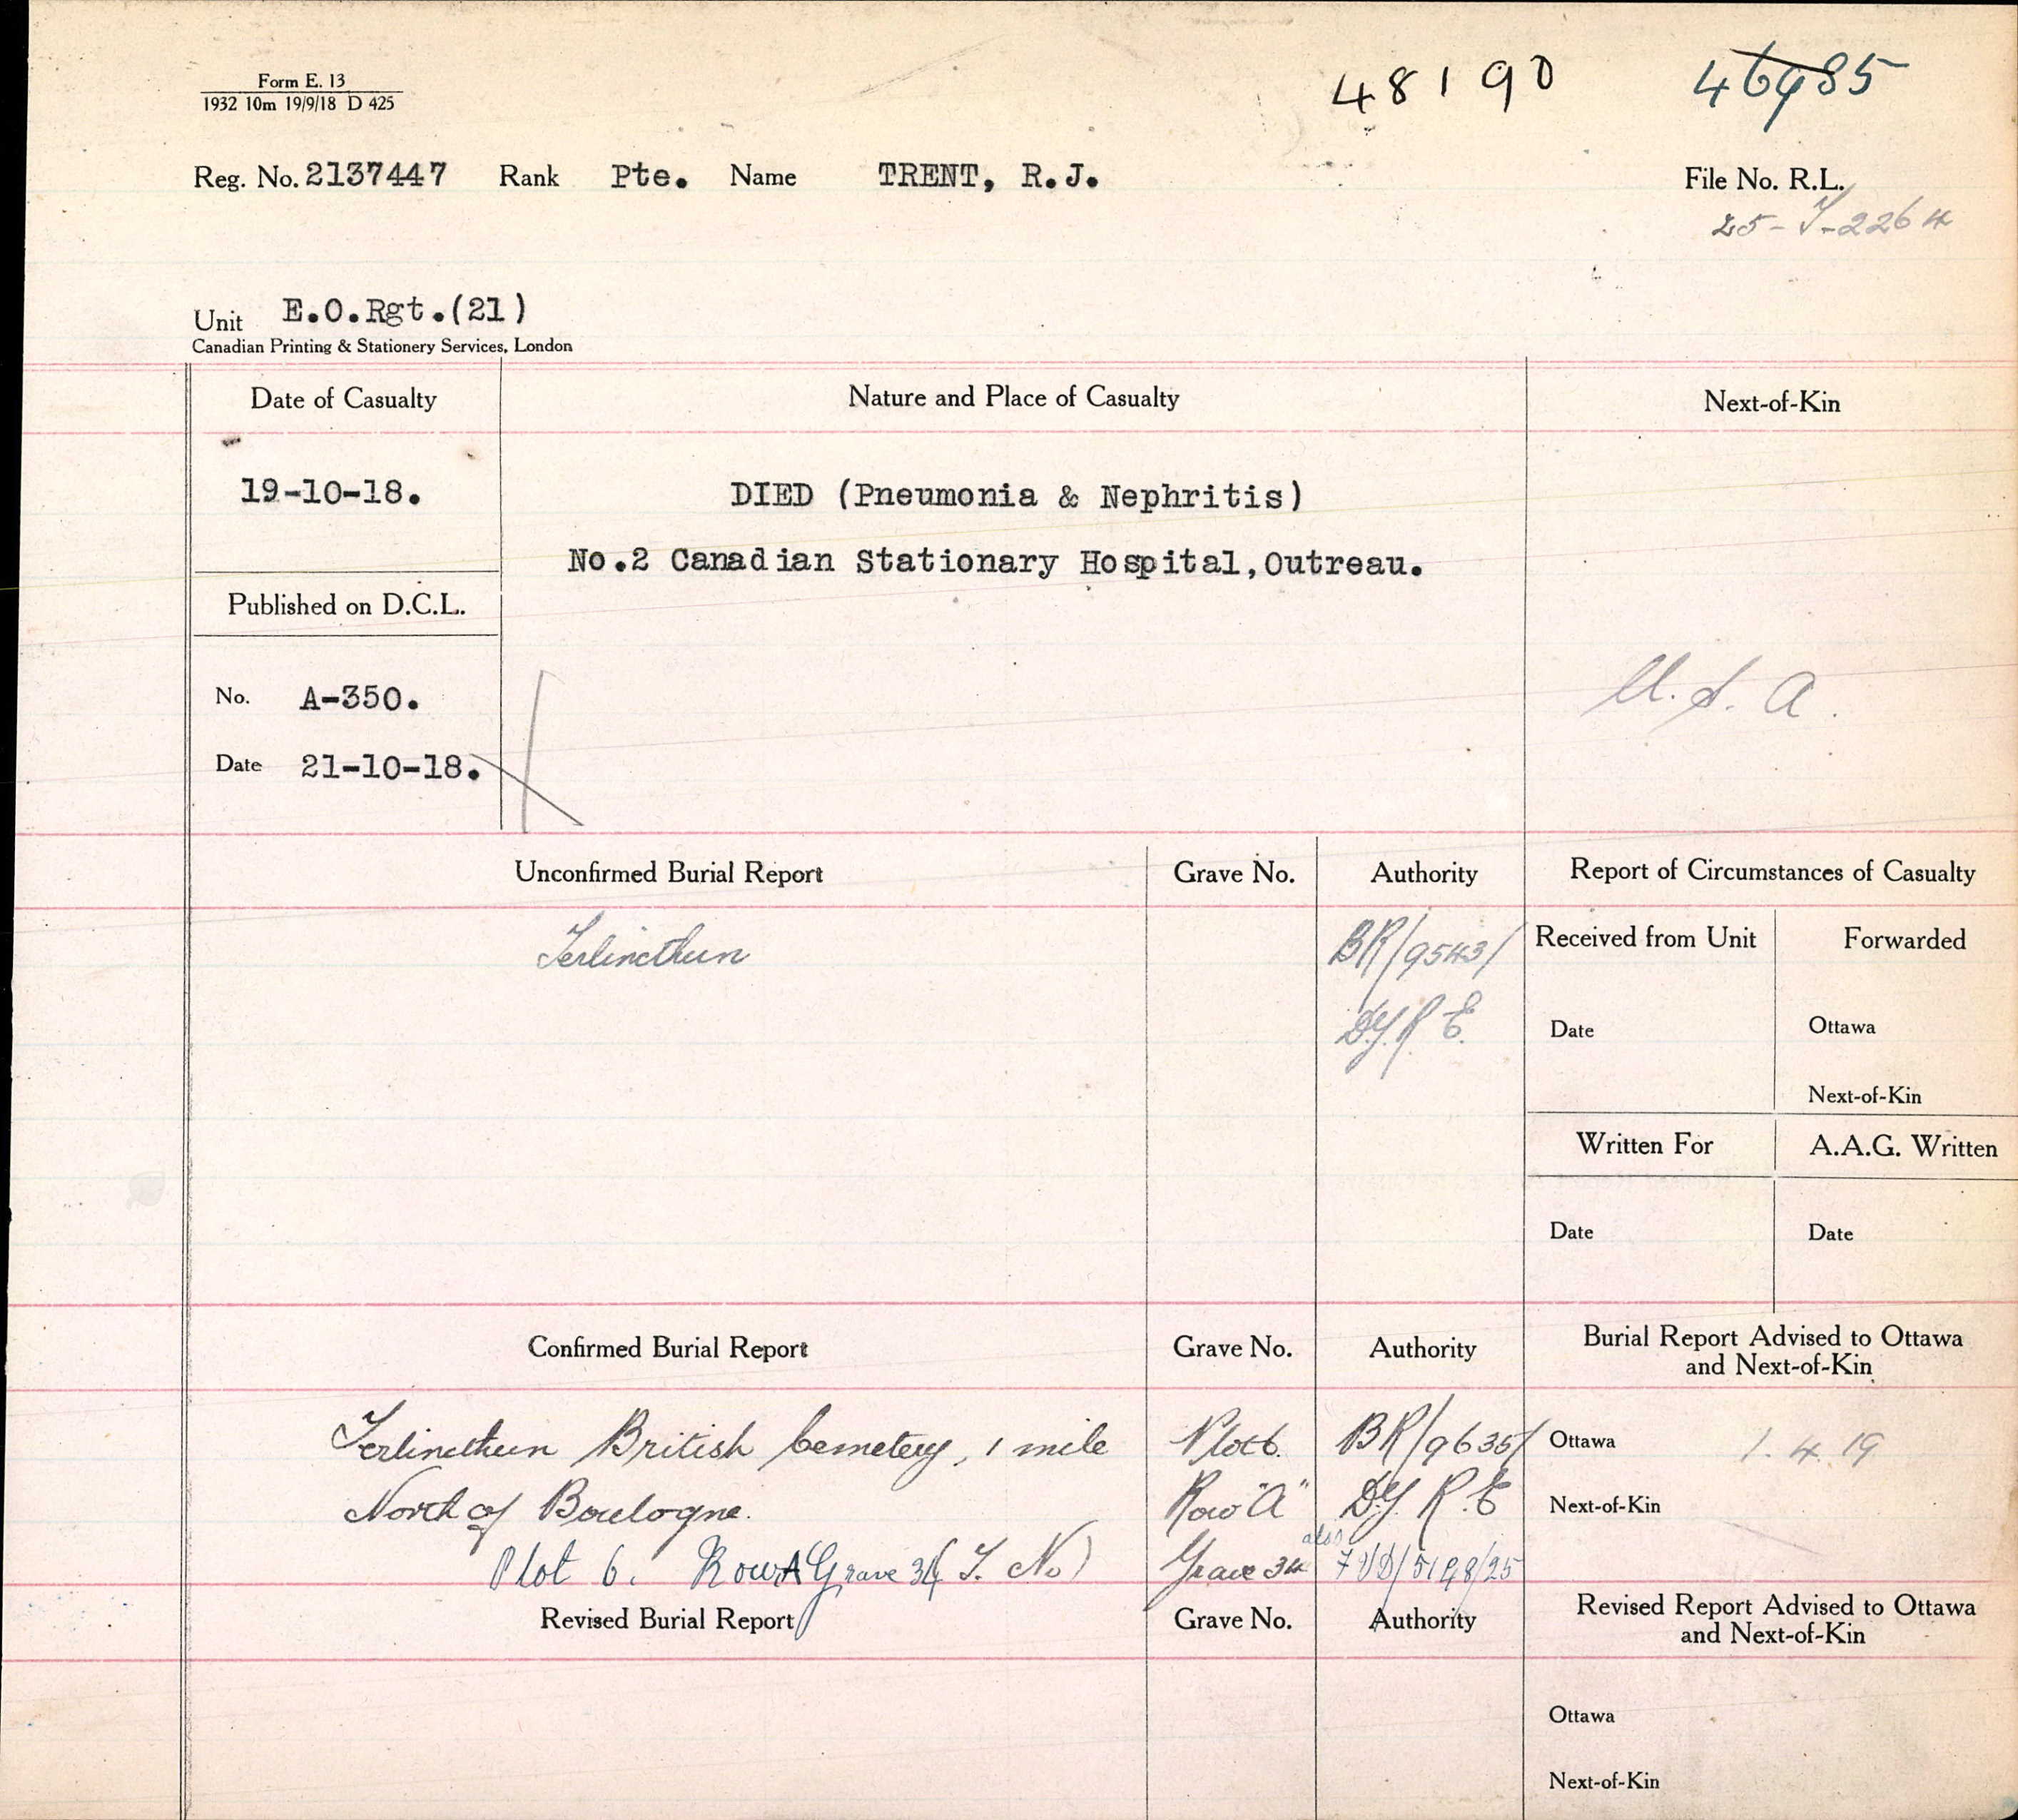 48190 46985
Form E. 13
1932 10m 19/9/18 D 425
Reg. No. 2137447 Rank Pte. Name TRENT, R.J. File No. R.L.
25-T-2264
Unit E.O.Rgt.(21)
Canadian Printing & Stationery Services, London
Date of Casualty Nature and Place of Casualty Next-of-Kin
19-10-18. DIED (Pneumonia & Nephritis)
No.2 Canadian Stationary Hospital,Outreau.
Published on D.C.L.
No. A-350. U.S.A.
Date 21-10-18.
Unconfirmed Burial Report Grave No. Authority Report of Circumstances of Casualty
Terlincthun BR/9543/ Received from Unit Forwarded
Date Ottawa
Next-of-Kin
Written For A.A.G. Written
Date Date
Confirmed Burial Report Grave No. Authority Burial Report Advised to Ottawa
and Next-of-Kin
Terlincthun British Cemetery, 1 mile Plot 6. BR/9635/ Ottawa 1.4.19
North of Boulogne. Row "A" Next-of-Kin
Plot 6. Row A Grave 34 Grave 34 also
Revised Burial Report Grave No. Authority Revised Report Advised to Ottawa
and Next-of-Kin
Ottawa
Next-of-Kin